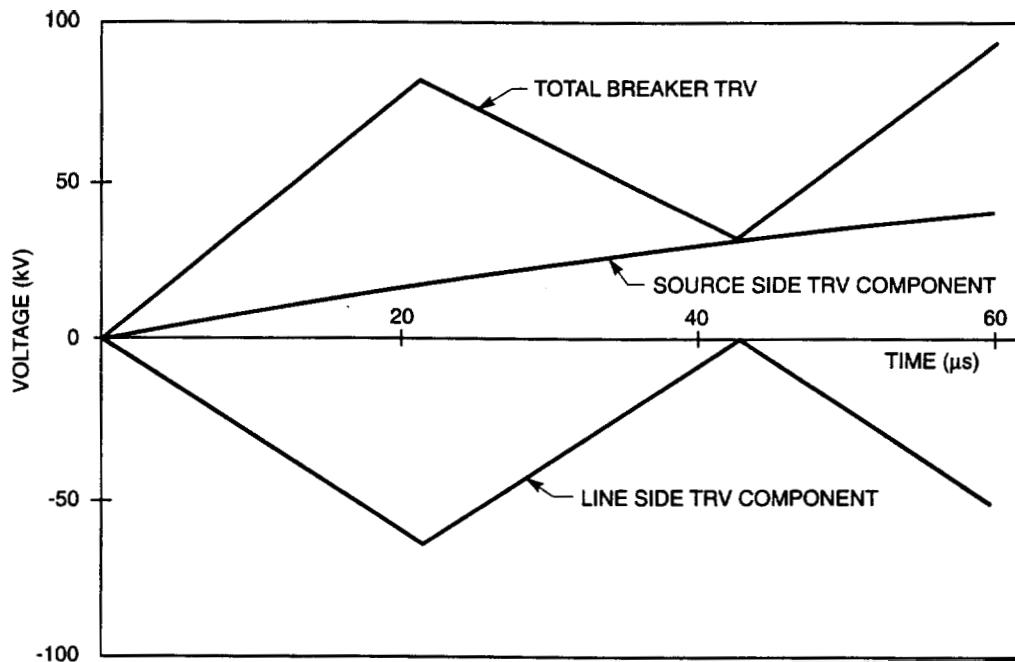 100
TOTAL BREAKER TRV
50
SOURCE SIDE TRV COMPONENT
VOLTAGE (kV)
0
20
40
60
TIME (µs)
-50
LINE SIDE TRV COMPONENT
-100